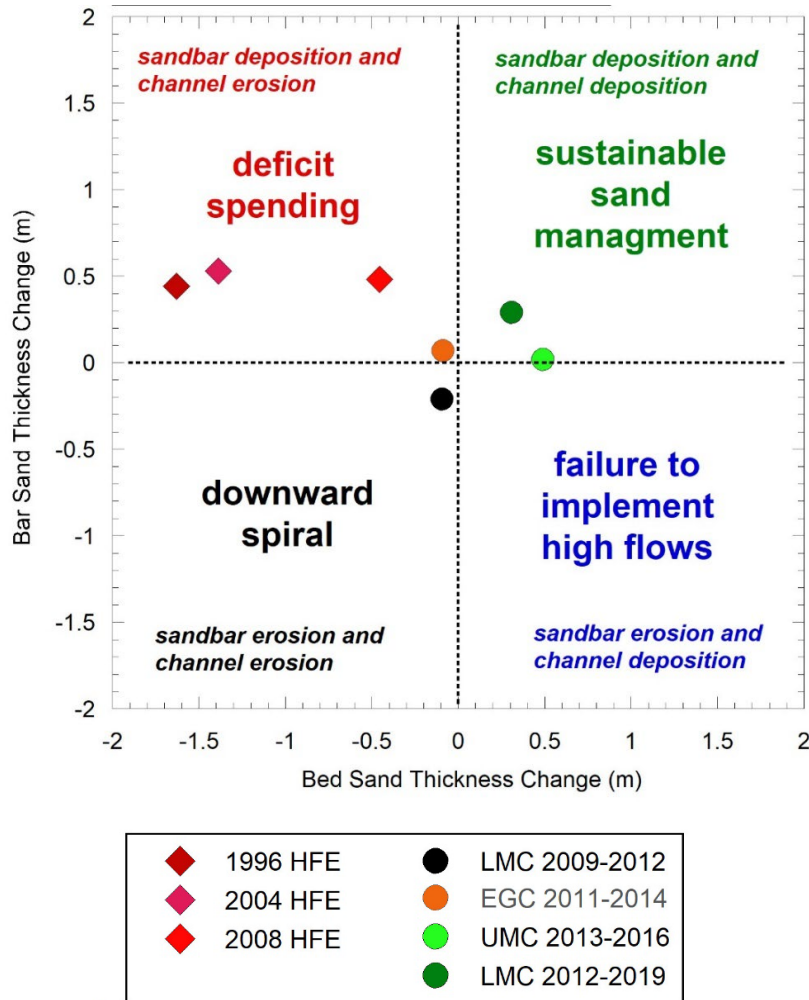 2
1.5
1
0.5
0
-0.5
-1
-1.5
-2
Bar Sand Thickness Change (m)
sandbar deposition and
channel erosion
sandbar deposition and
channel deposition
deficit
spending
sustainable
sand
managment
downward
spiral
failure to
implement
high flows
sandbar erosion and
channel erosion
sandbar erosion and
channel deposition
-2 -1.5 -1 -0.5 0 0.5 1 1.5 2
Bed Sand Thickness Change (m)
1996 HFE
2004 HFE
2008 HFE
LMC 2009-2012
EGC 2011-2014
UMC 2013-2016
LMC 2012-2019